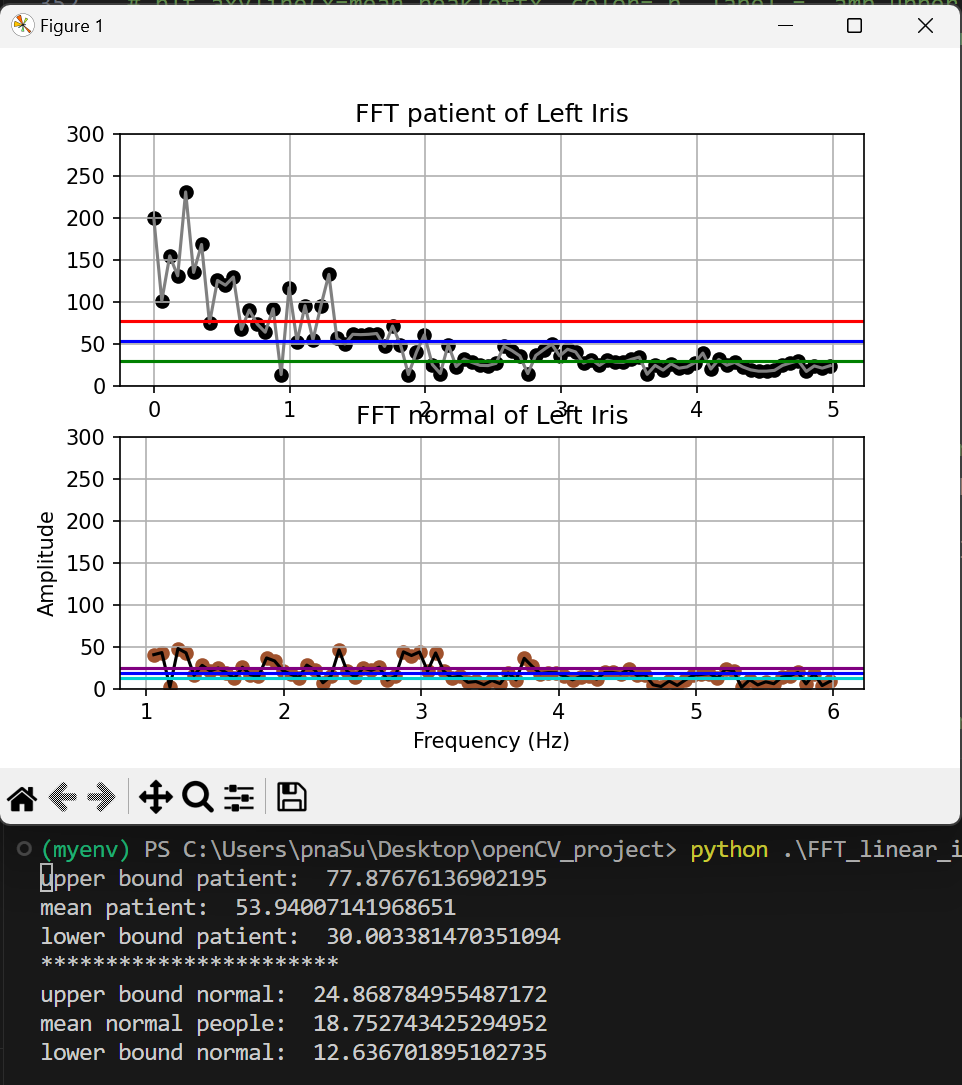 Figure 1
FFT patient of Left Iris
300
250
200
150
100
50
0
0 1 2 3 4 5
FFT normal of Left Iris
300
250
200
150
100
50
0
Amplitude
1 2 3 4 5 6
Frequency (Hz)
(myenv) PS C:\Users\pnaSu\Desktop\openCV_project> python .\FFT_linear_i
upper bound patient:  77.87676136902195
mean patient:  53.94007141968651
lower bound patient:  30.003381470351094
***********************
upper bound normal:  24.868784955487172
mean normal people:  18.752743425294952
lower bound normal:  12.636701895102735